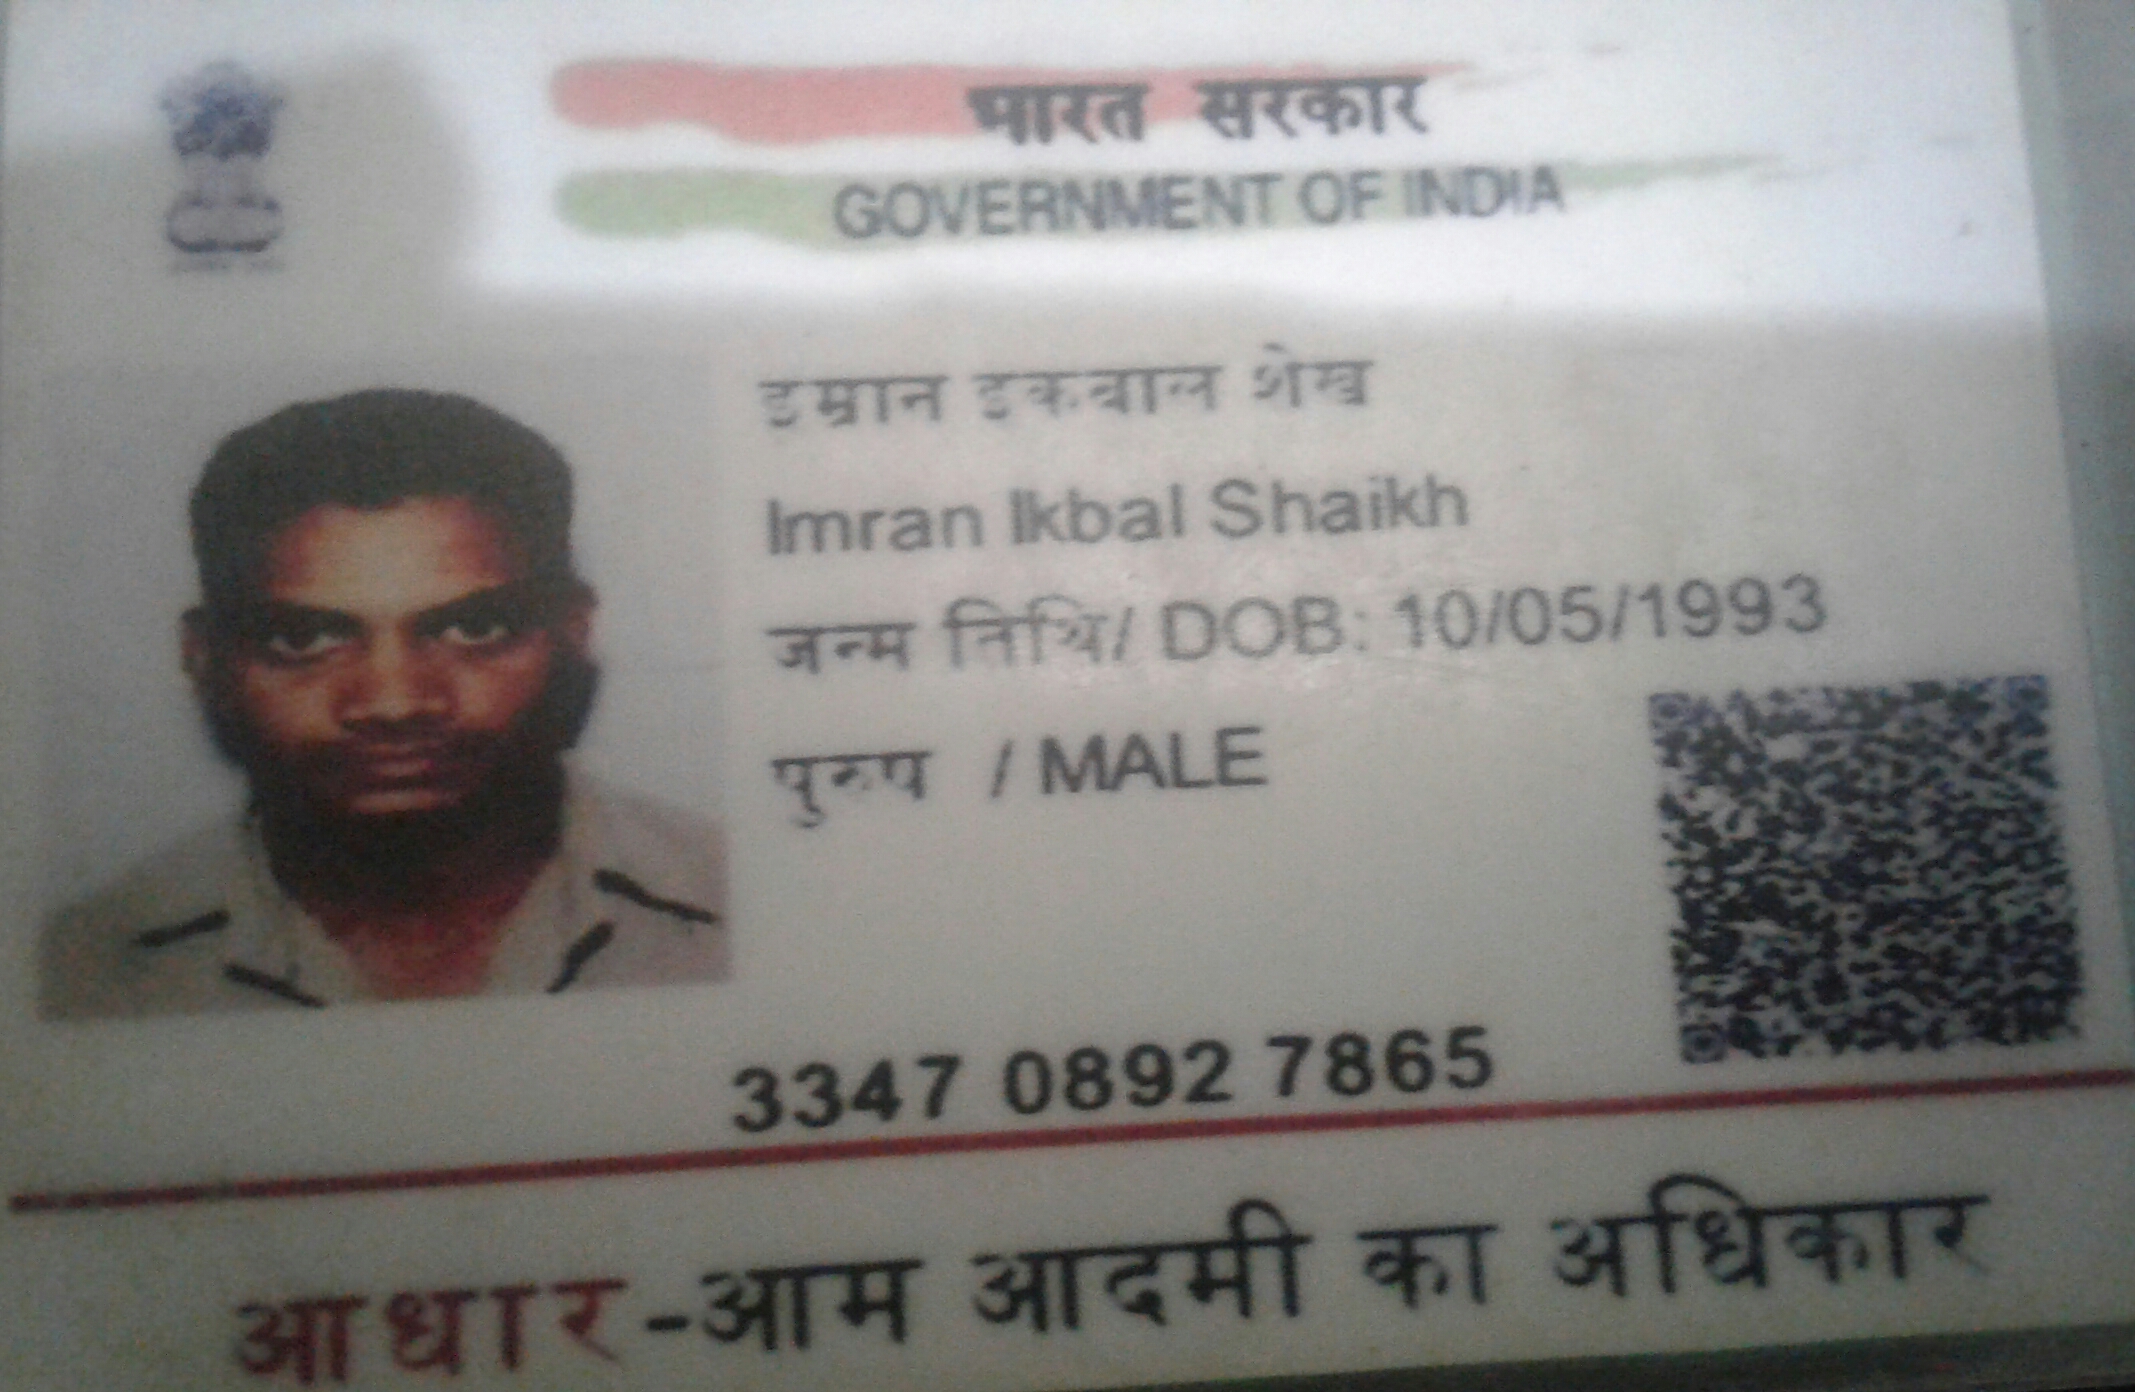 भारत सरकार
GOVERNMENT OF INDIA
इम्रान इकबाल शेख
Imran Ikbal Shaikh
जन्म तिथि/ DOB: 10/05/1993
पुरुष / MALE
3347 0892 7865
आधार-आम आदमी का अधिकार